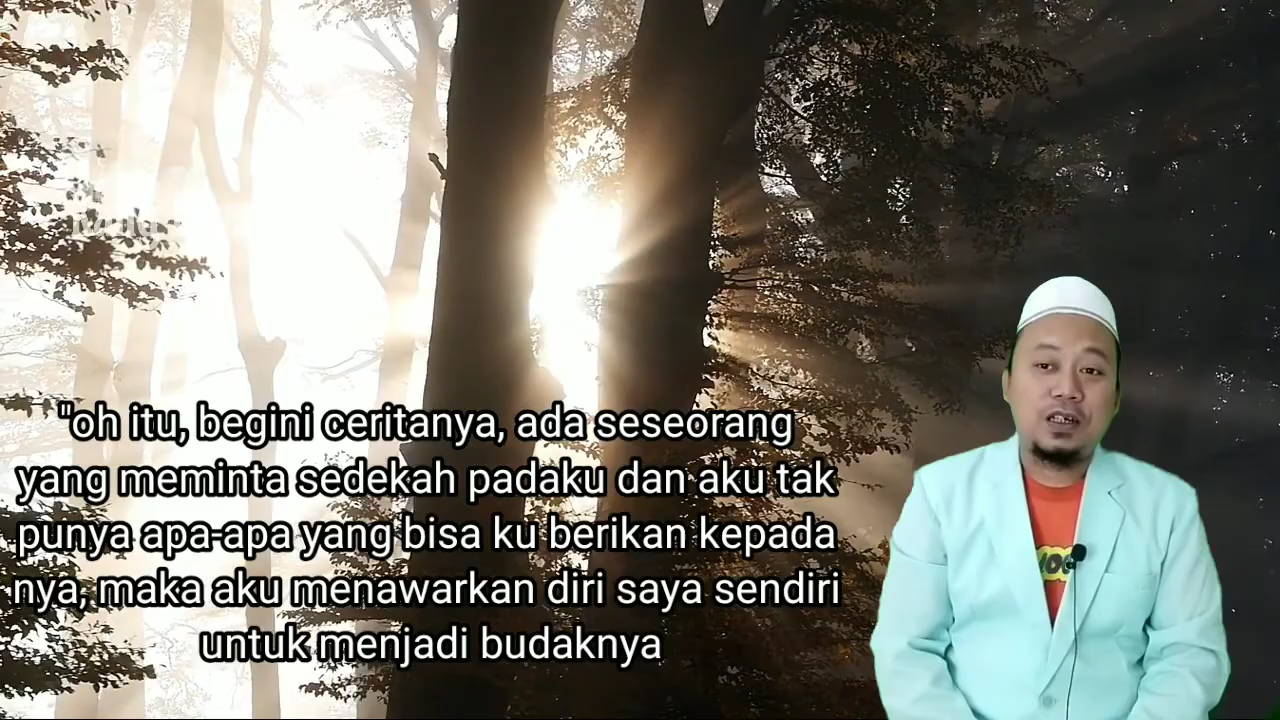 "oh itu, begini ceritanya, ada seseorang
yang meminta sedekah padaku dan aku tak
punya apa-apa yang bisa ku berikan kepada
nya, maka aku menawarkan diri saya sendiri
untuk menjadi budaknya